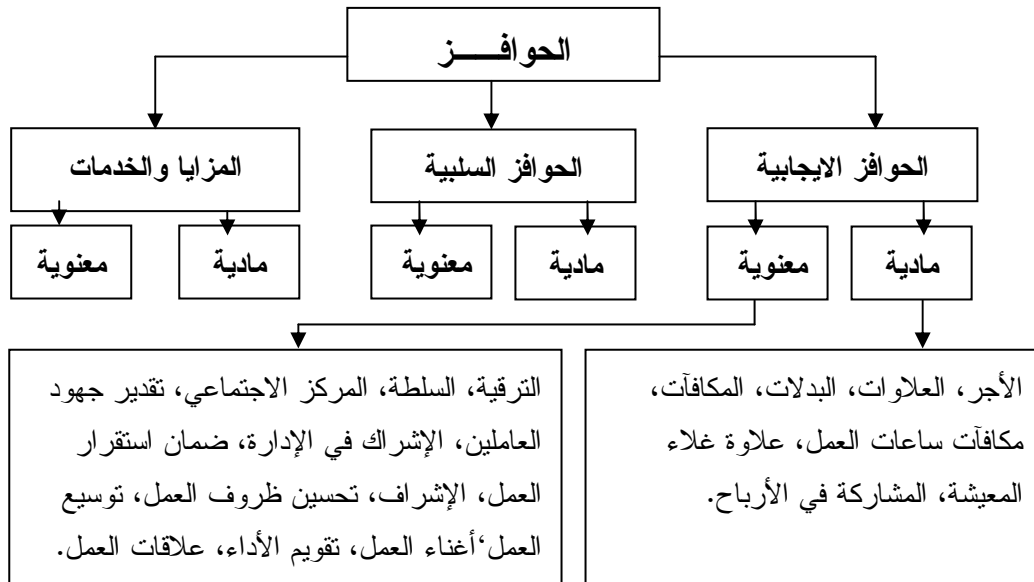 الحوافـــــز
الحوافز الايجابية
الحوافز السلبية
المزايا والخدمات
مادية
معنوية
مادية
معنوية
مادية
معنوية
الأجر، العلاوات، البدلات، المكافآت،
مكافآت ساعات العمل، علاوة غلاء
المعيشة، المشاركة في الأرباح.
الترقية، السلطة، المركز الاجتماعي، تقدير جهود
العاملين، الإشراك في الإدارة، ضمان استقرار
العمل، الإشراف، تحسين ظروف العمل، توسيع
العمل،أغناء العمل، تقويم الأداء، علاقات العمل.